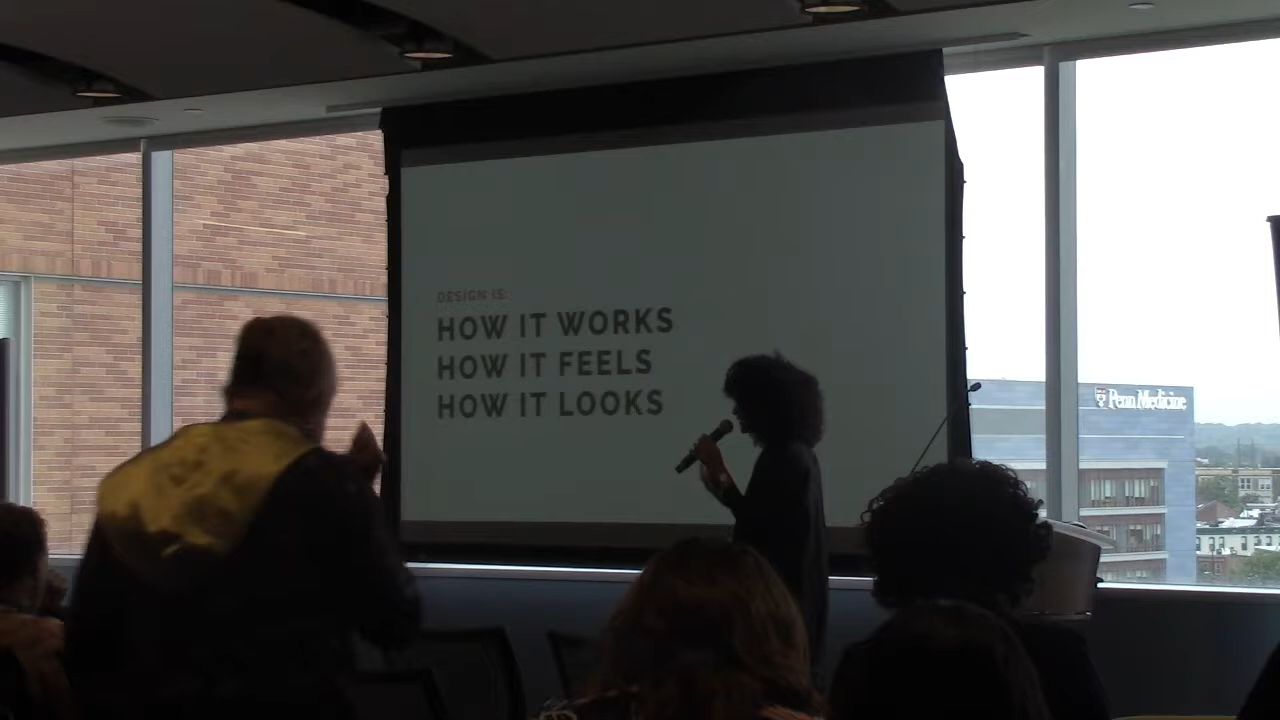 DESIGN IS:
HOW IT WORKS
HOW IT FEELS
HOW IT LOOKS
Penn Medicine